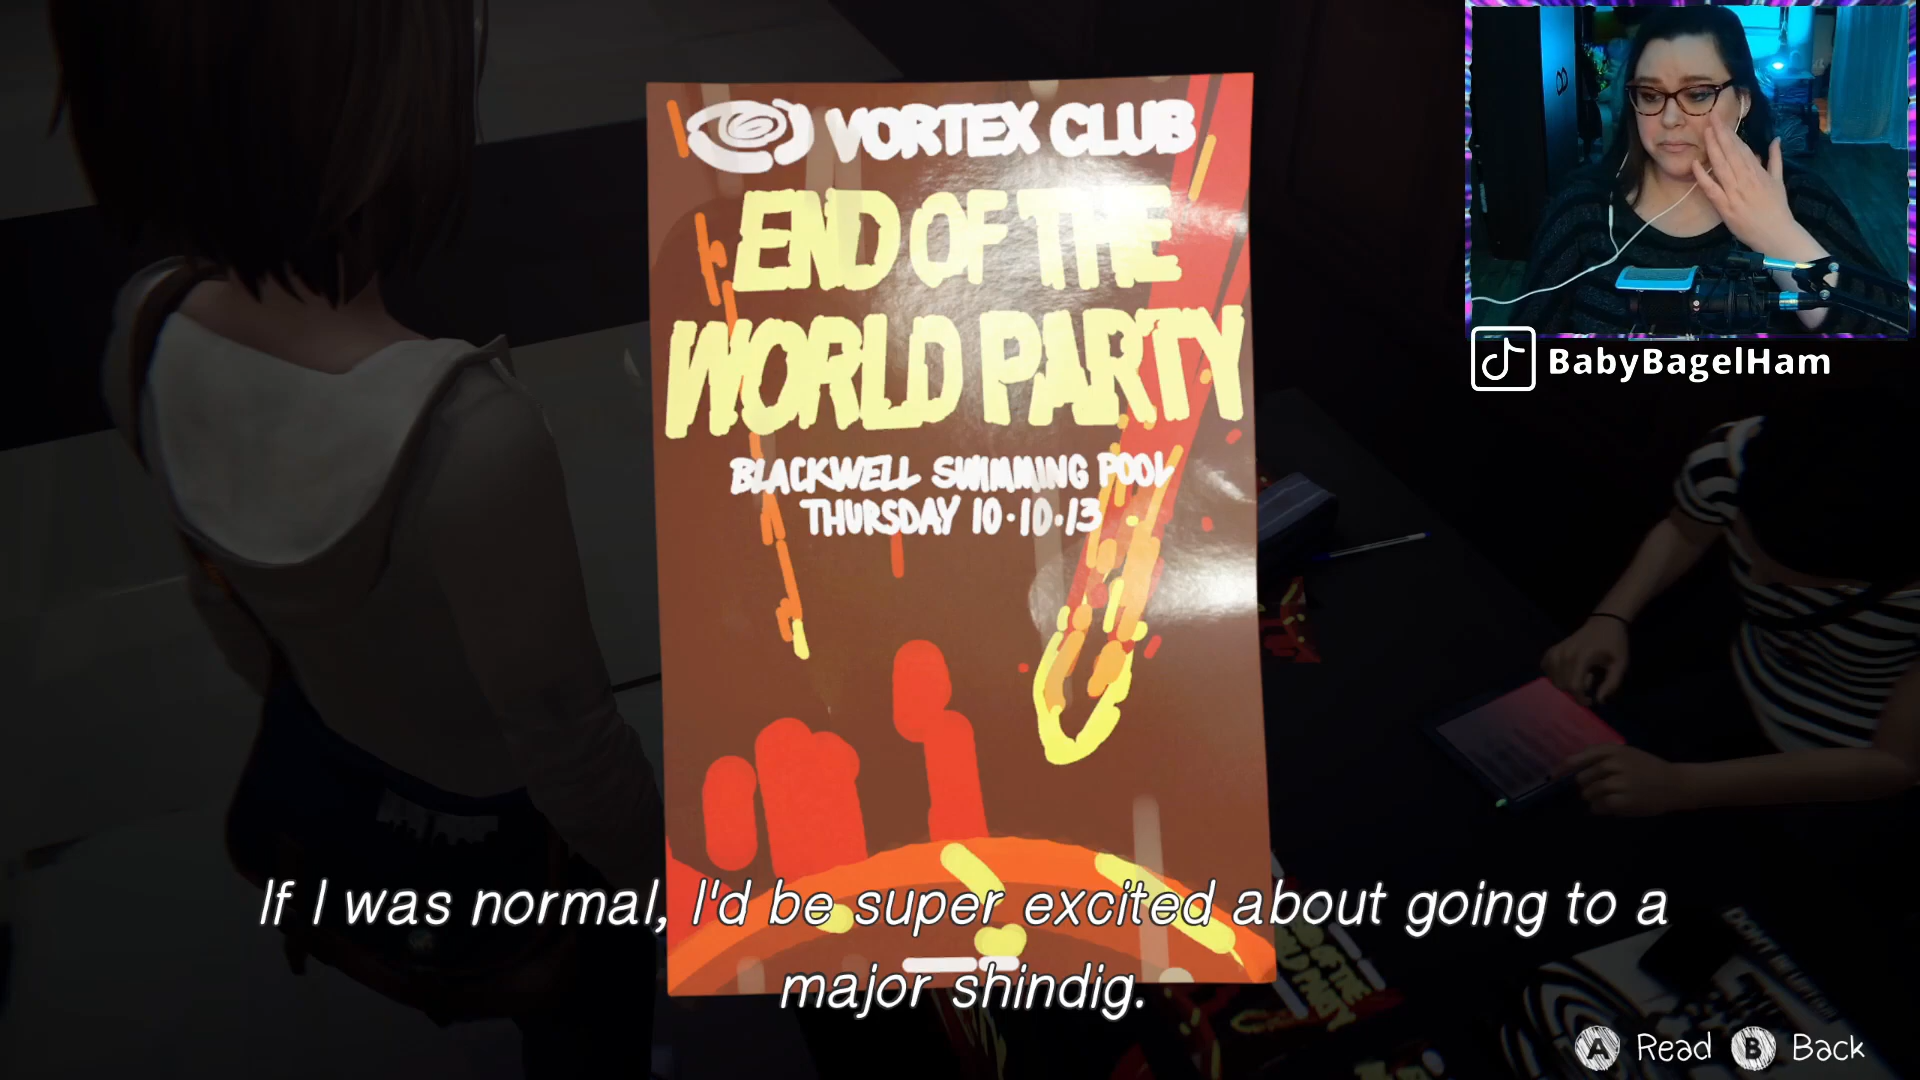 VORTEX CLUB
END OF THE
WORLD PARTY
BLACKWELL SWIMMING POOL
THURSDAY 10·10·13
BabyBagelHam
If I was normal, I'd be super excited about going to a
major shindig.
A Read B Back